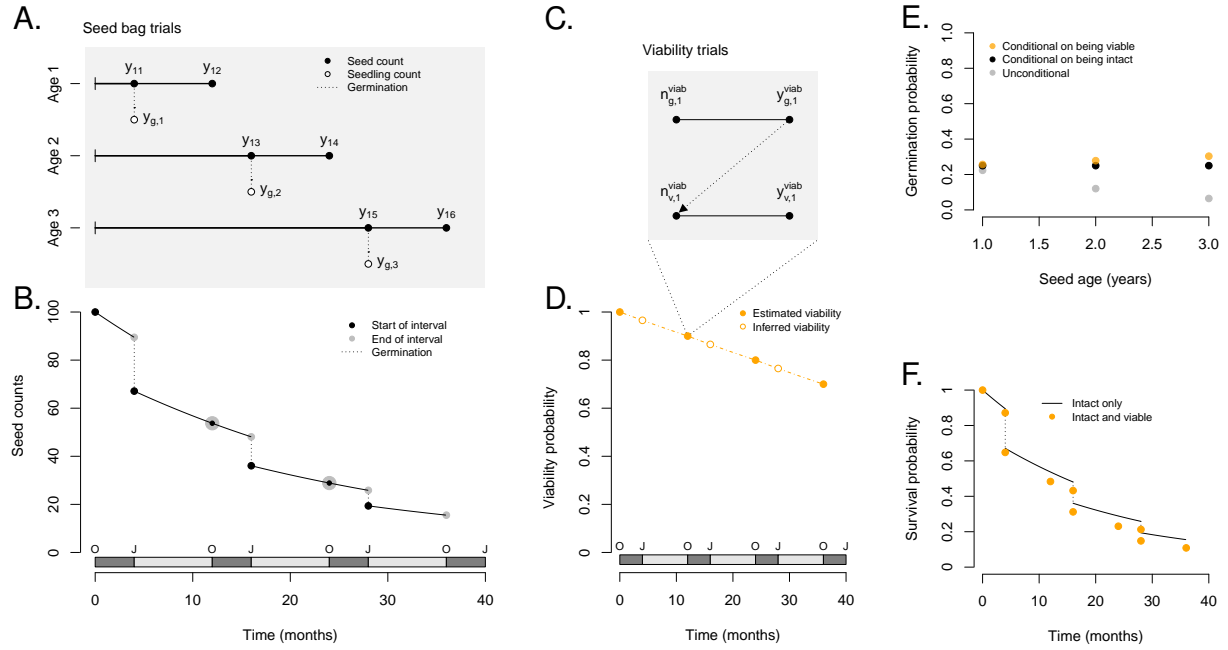 A.
Seed bag trials
Age 1
y11
y12
yg,1
Seed count
Seedling count
Germination
Age 2
y13
y14
yg,2
Age 3
y15
y16
yg,3
B.
Seed counts
100
80
60
40
20
0
Start of interval
End of interval
Germination
O J O J O J O J
0 10 20 30 40
Time (months)
C.
Viability trials
n^viab_g,1
y^viab_g,1
n^viab_v,1
y^viab_v,1
D.
Viability probability
1
0.8
0.6
0.4
0.2
0
Estimated viability
Inferred viability
O J O J O J O J
0 10 20 30 40
Time (months)
E.
Germination probability
1.0
0.8
0.6
0.4
0.2
0.0
Conditional on being viable
Conditional on being intact
Unconditional
1.0 1.5 2.0 2.5 3.0
Seed age (years)
F.
Survival probability
1
0.8
0.6
0.4
0.2
0
Intact only
Intact and viable
0 10 20 30 40
Time (months)